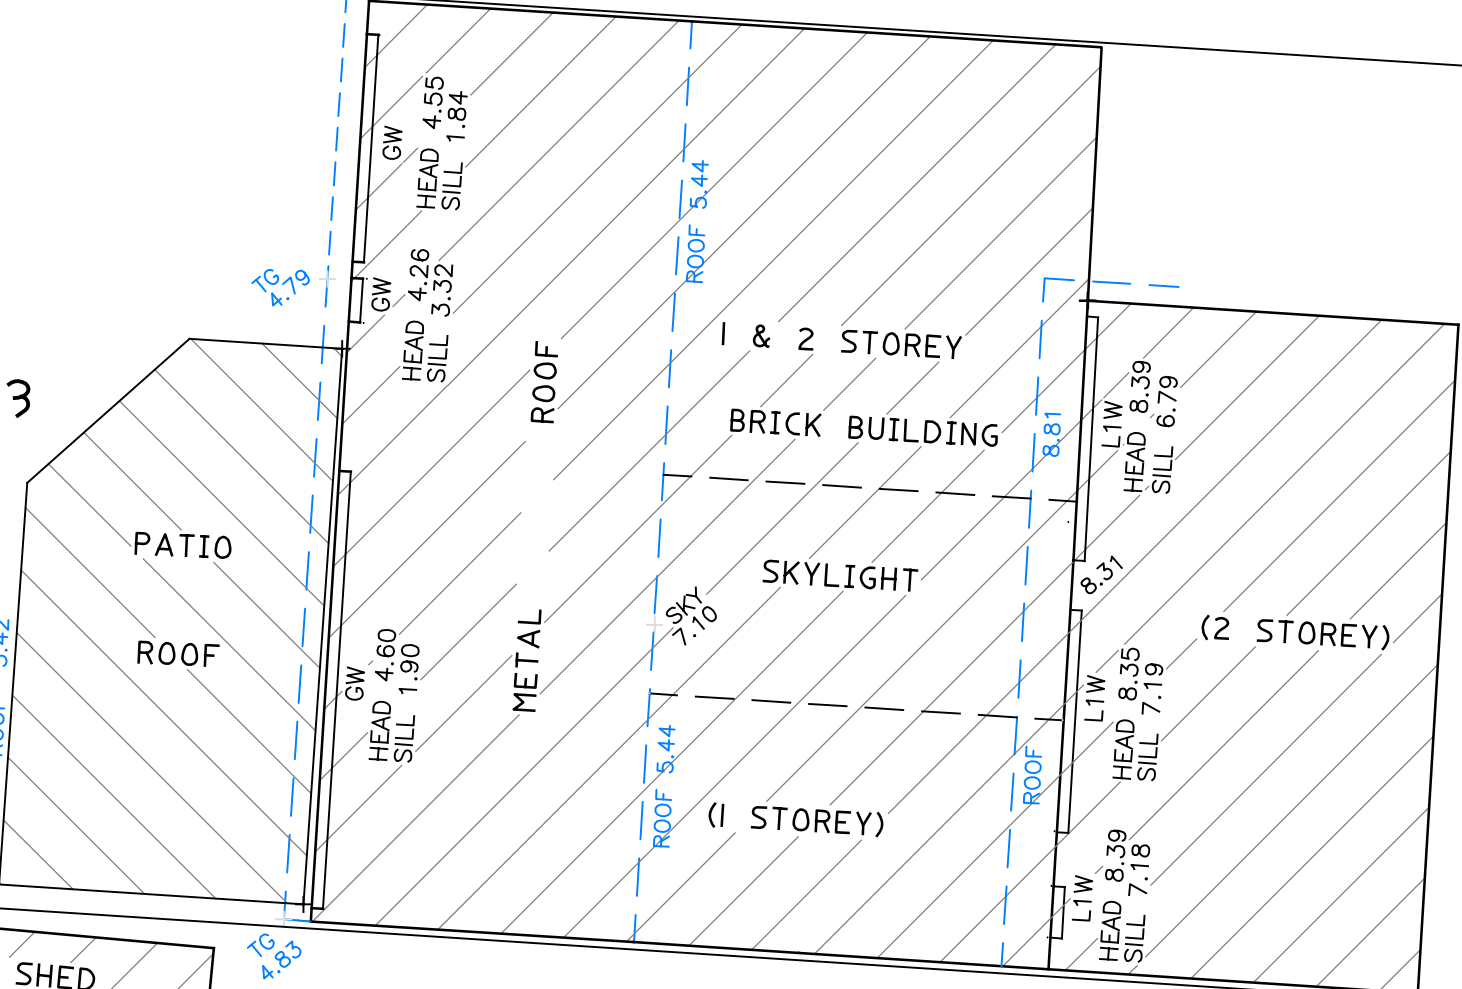 GW
HEAD 4.55
SILL 1.84
ROOF 5.44
GW
HEAD 4.26
SILL 3.32
TG
4.79
3
ROOF
1 & 2 STOREY
BRICK BUILDING
8.81
L1W
HEAD 8.39
SILL 6.79
PATIO
ROOF
SKYLIGHT
8.31
SKY
7.10
(2 STOREY)
METAL
GW
HEAD 4.60
SILL 1.90
L1W
HEAD 8.35
SILL 7.19
ROOF 5.44
ROOF
(1 STOREY)
L1W
HEAD 8.39
SILL 7.18
TG
4.83
SHED